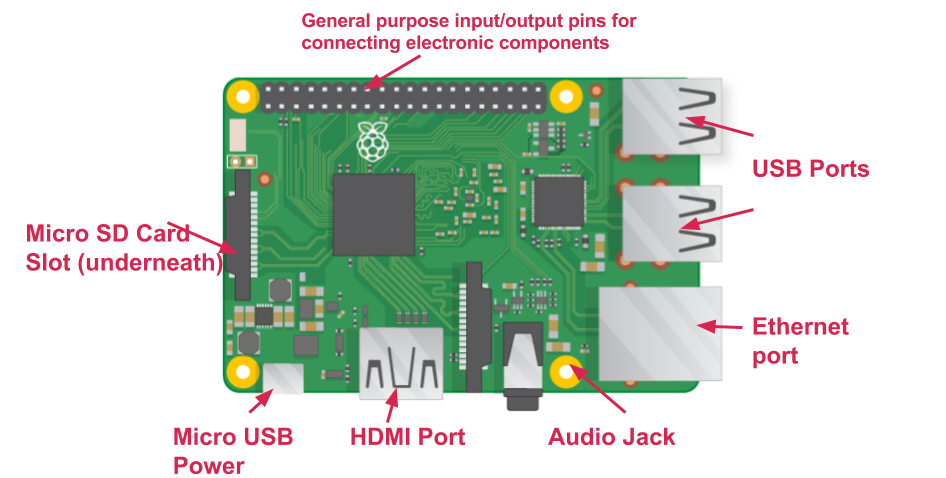 General purpose input/output pins for
connecting electronic components
USB Ports
Micro SD Card
Slot (underneath)
Ethernet
port
Micro USB
Power
HDMI Port
Audio Jack